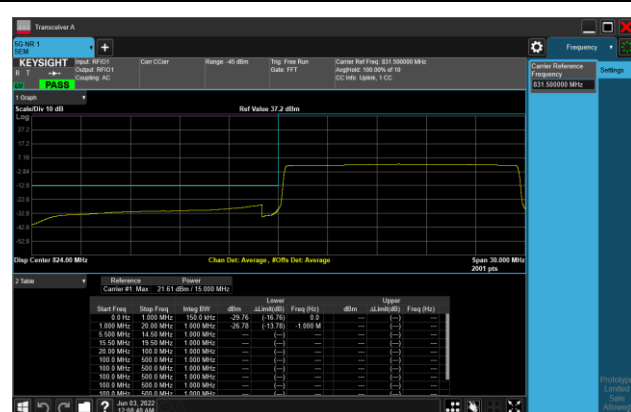 Transceiver A
5G NR 1
SEM
Frequency
KEYSIGHT
R T
PASS
Input: RFIO1
Output: RFIO1
Coupling: AC
Corr CCorr
Range: -45 dBm
Trig: Free Run
Gate: FFT
Carrier Ref Freq: 831.500000 MHz
Avg|Hold: 100.00% of 10
CC Info: Uplink, 1 CC
Carrier Reference
Frequency
831.500000 MHz
Settings
1 Graph
Scale/Div 10 dB
Ref Value 37.2 dBm
Log
27.2
17.2
7.16
-2.84
-12.8
-22.8
-32.8
-42.8
-52.8
Disp Center 824.00 MHz
Chan Det: Average , #Offs Det: Average
Span 30.000 MHz
2001 pts
2 Table
Reference Power
Carrier #1 Max: 21.61 dBm / 15.000 MHz
Lower Upper
Start Freq Stop Freq Integ BW dBm ΔLimit(dB) Freq (Hz) dBm ΔLimit(dB) Freq (Hz)
0.0 Hz 1.000 MHz 150.0 kHz -29.76 (-16.76) 0.0 --- (---) ---
1.000 MHz 20.00 MHz 1.000 MHz -26.78 (-13.78) -1.000 M --- (---) ---
5.500 MHz 14.50 MHz 1.000 MHz --- (---) --- --- (---) ---
15.50 MHz 19.50 MHz 1.000 MHz --- (---) --- --- (---) ---
20.00 MHz 100.0 MHz 1.000 MHz --- (---) --- --- (---) ---
100.0 MHz 500.0 MHz 1.000 MHz --- (---) --- --- (---) ---
100.0 MHz 500.0 MHz 1.000 MHz --- (---) --- --- (---) ---
100.0 MHz 500.0 MHz 1.000 MHz --- (---) --- --- (---) ---
100.0 MHz 500.0 MHz 1.000 MHz --- (---) --- --- (---) ---
Jun 03, 2022
12:08:40 AM
Prototype
Limited
Sale
Allowed